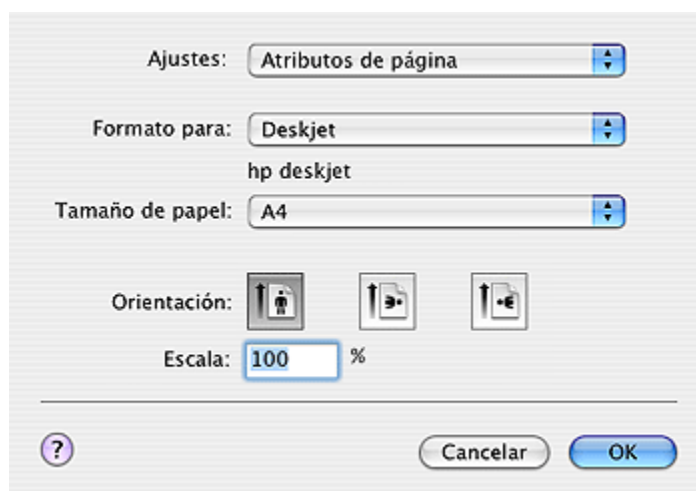 Ajustes: Atributos de página
Formato para: Deskjet
hp deskjet
Tamaño de papel: A4
Orientación:
Escala: 100 %
? Cancelar OK